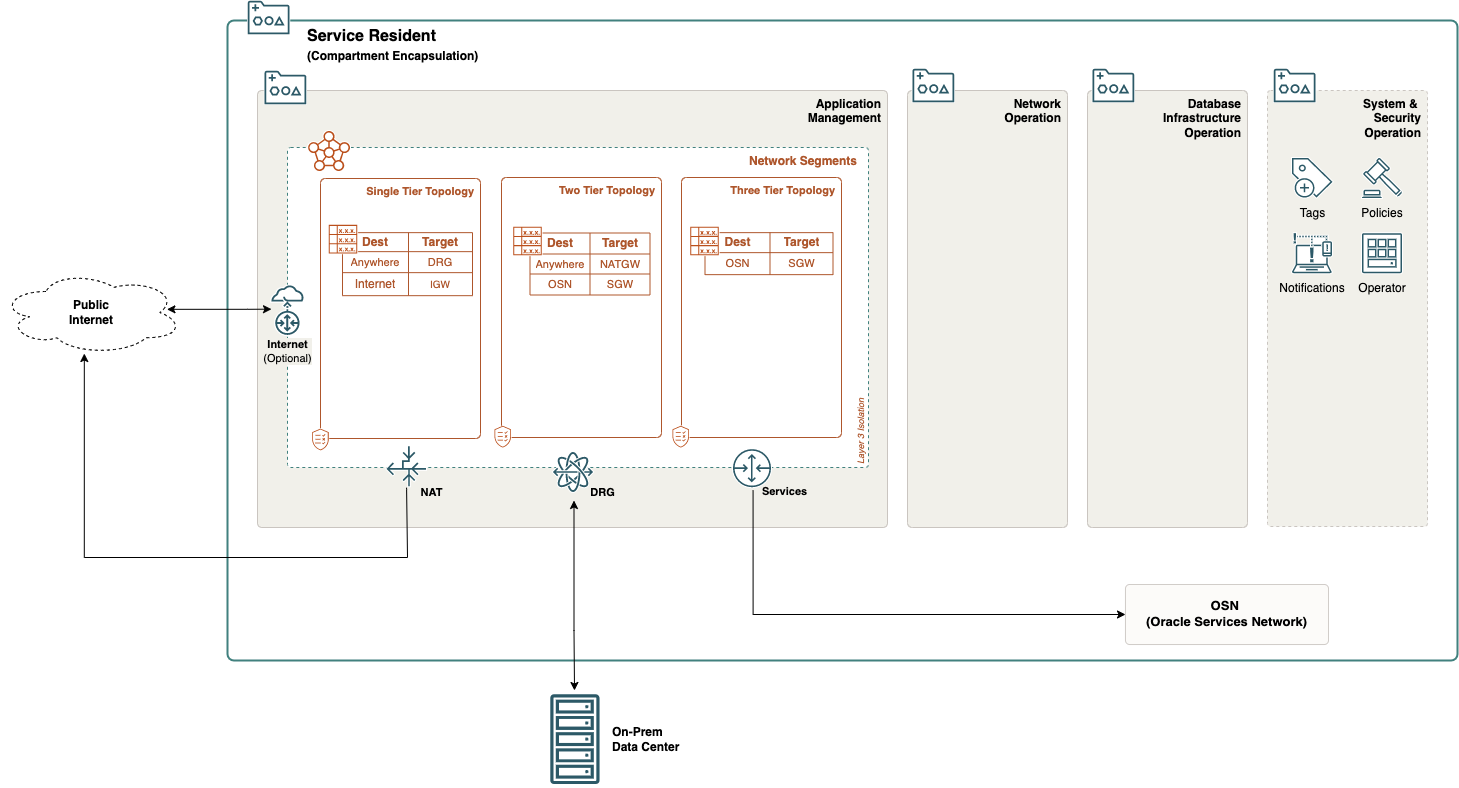 Service Resident
(Compartment Encapsulation)
Application
Management
Network
Operation
Database
Infrastructure
Operation
System &
Security
Operation
Network Segments
Single Tier Topology
x.x.x.
x.x.x.
x.x.x.
Dest Target
Anywhere DRG
Internet IGW
Two Tier Topology
x.x.x.
x.x.x.
x.x.x.
Dest Target
Anywhere NATGW
OSN SGW
Three Tier Topology
x.x.x.
x.x.x.
x.x.x.
Dest Target
OSN SGW
Layer 3 Isolation
Tags
Policies
Notifications
Operator
Public
Internet
Internet
(Optional)
NAT
DRG
Services
OSN
(Oracle Services Network)
On-Prem
Data Center